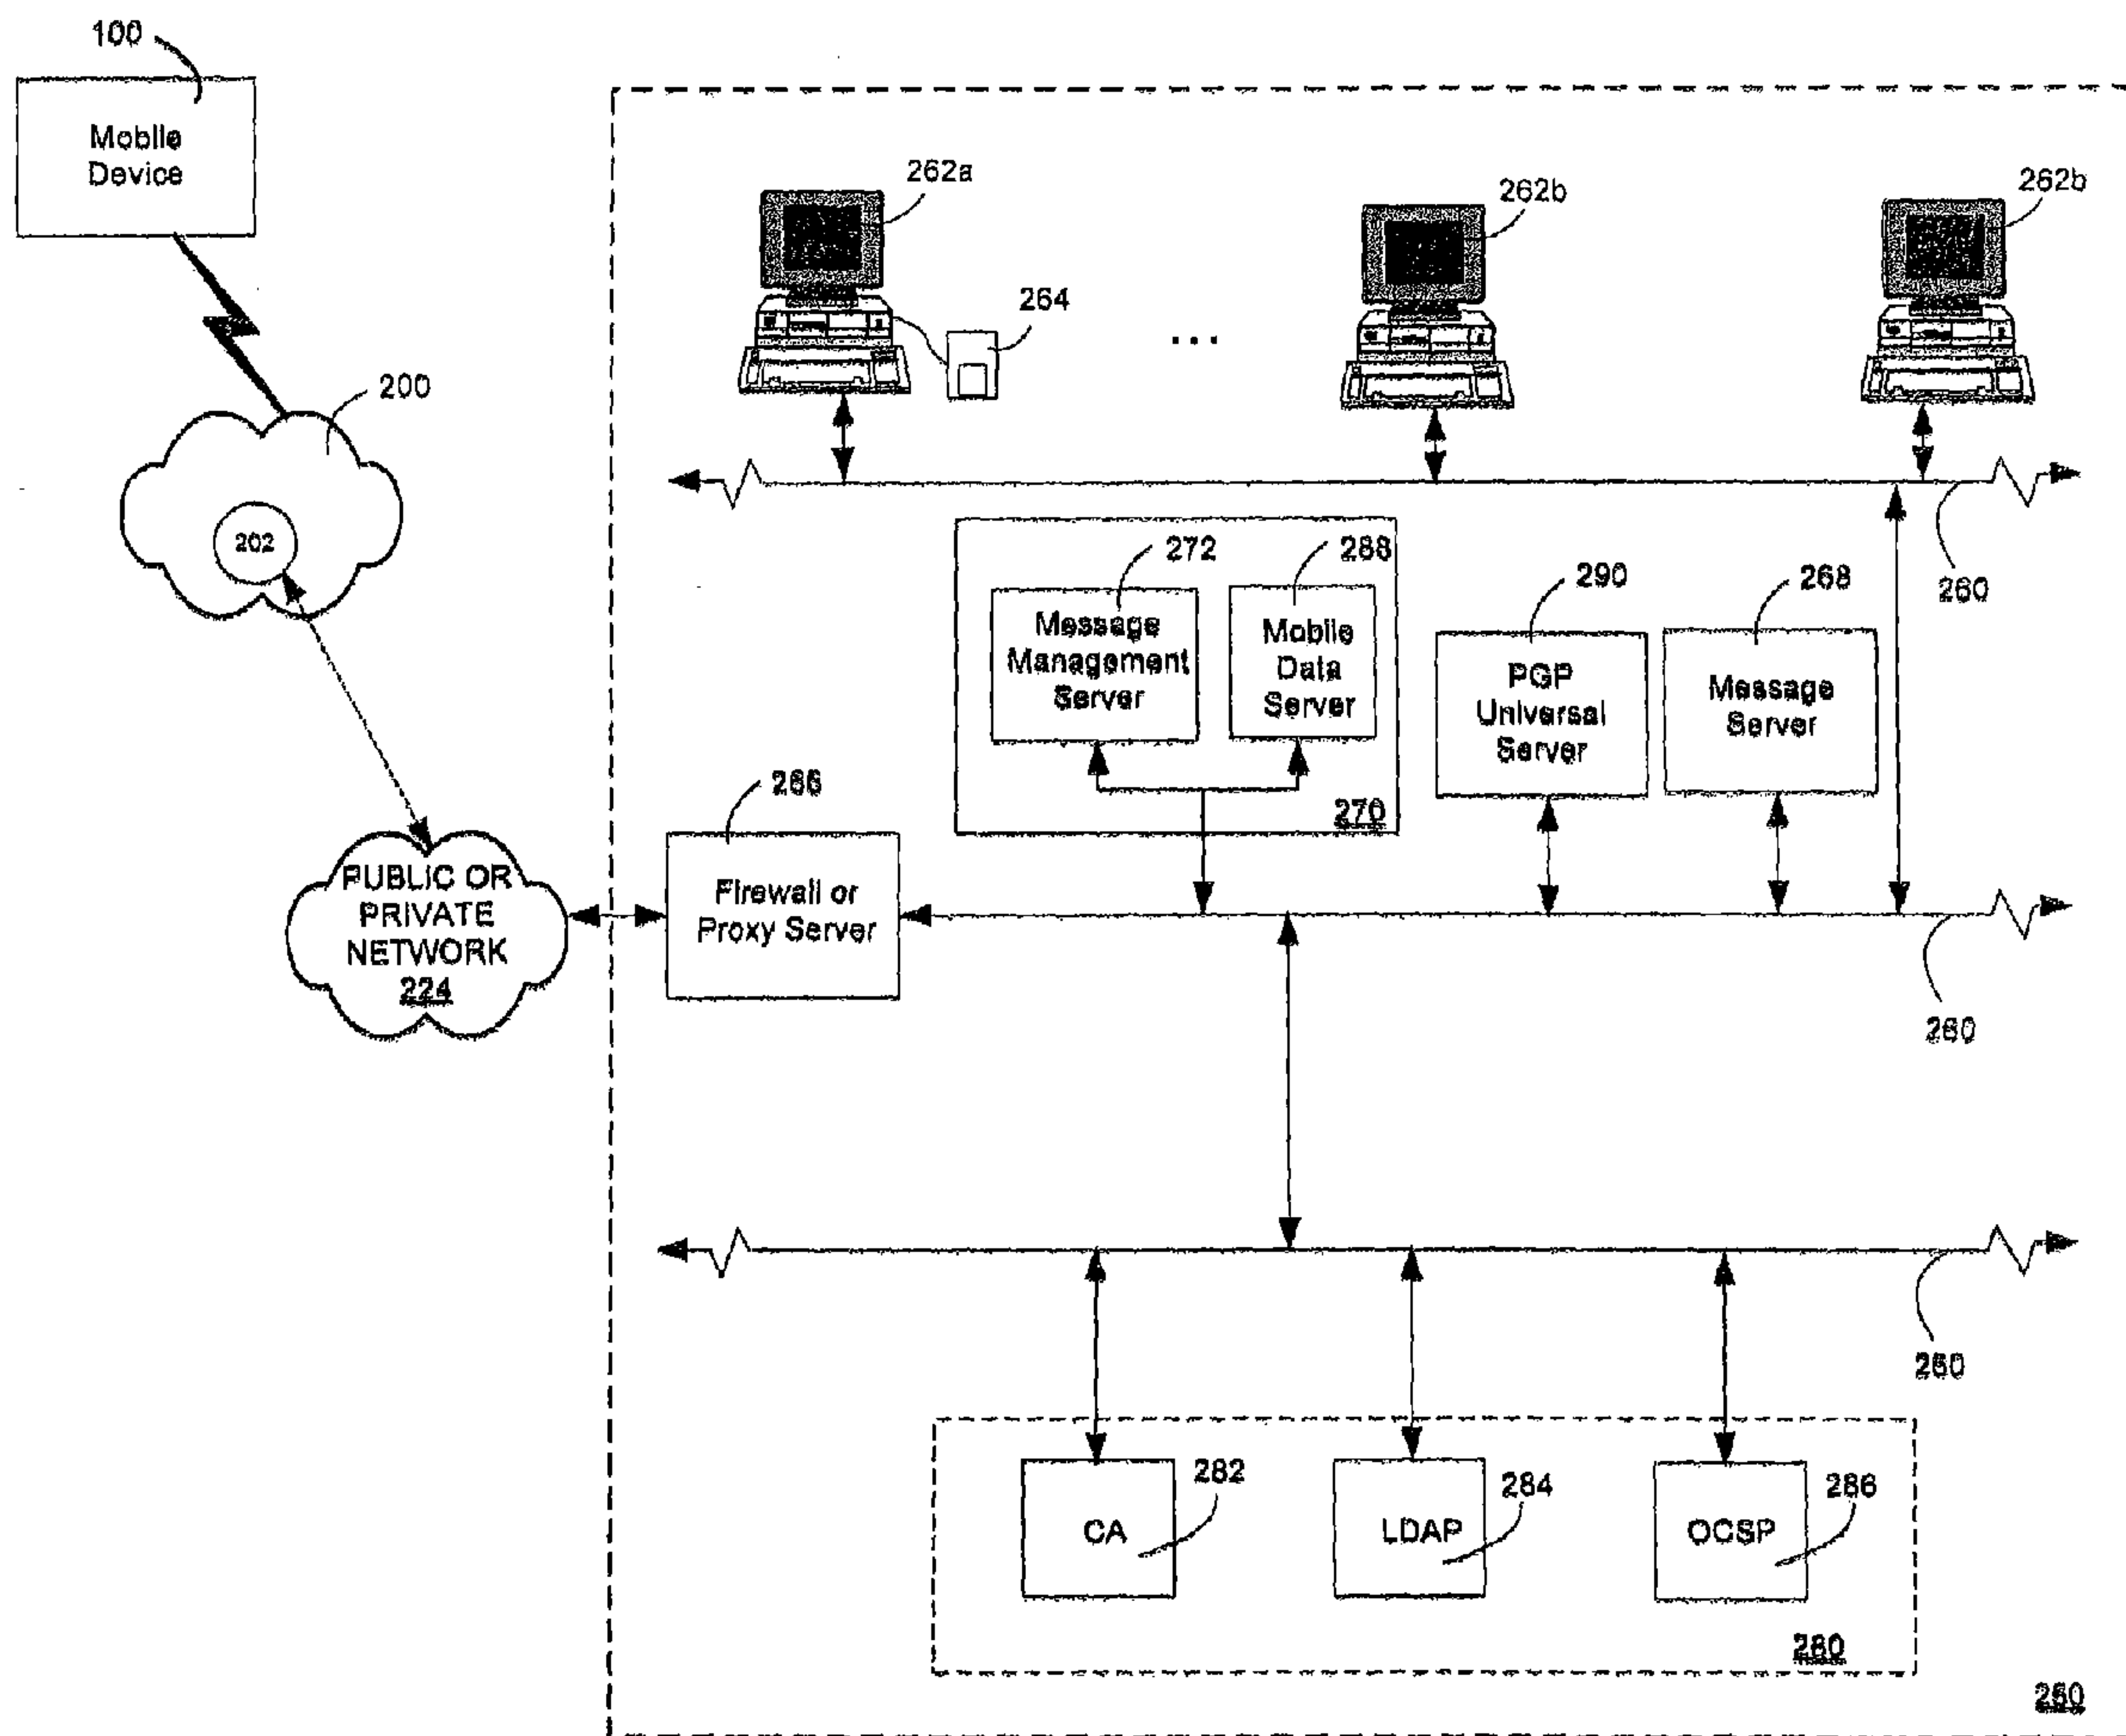 100
Mobile
Device
262a
262b
262b
264
...
200
202
260
272
288
290
268
Message
Management
Server
Mobile
Data
Server
PGP
Universal
Server
Message
Server
270
266
Firewall or
Proxy Server
PUBLIC OR
PRIVATE
NETWORK
224
260
260
282
284
286
CA
LDAP
OCSP
280
250